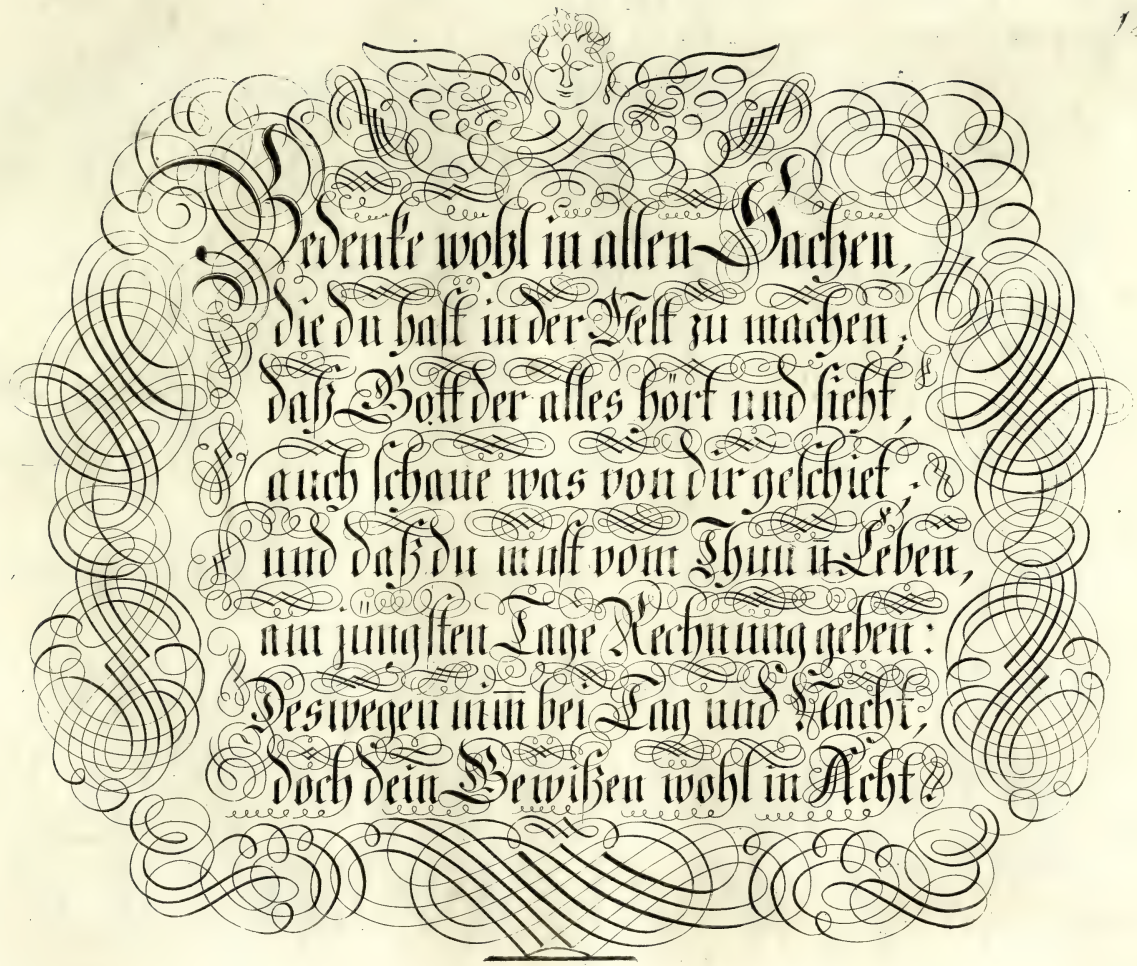 Bedenke wohl in allen Sachen,
die du hast in der Welt zu machen;
daß Gott der alles hört und sieht,
auch schaue was von dir geschiet;
und daß du must vom Thun un̅ Leben,
am jüngsten Tage Rechnung geben:
Deswegen nim̅ bei Tag und Nacht,
doch dein Gewißen wohl in Acht!